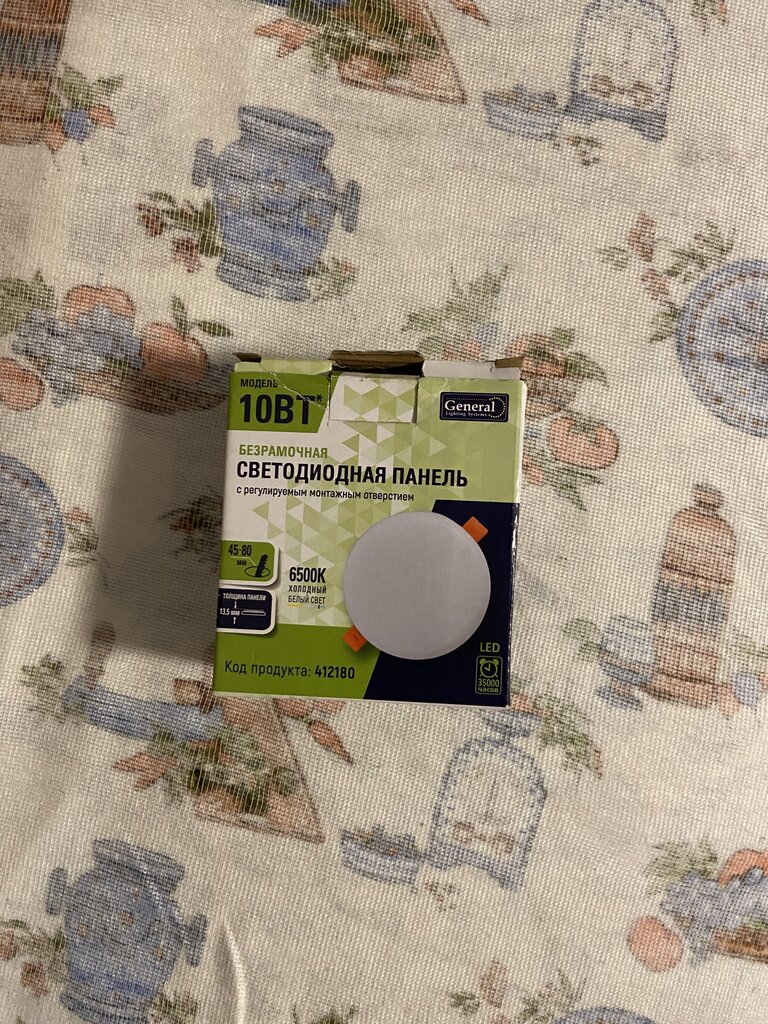 МОДЕЛЬ
10ВТ*
General
Lighting Systems
БЕЗРАМОЧНАЯ
СВЕТОДИОДНАЯ ПАНЕЛЬ
с регулируемым монтажным отверстием
45-80
мм
6500К
ХОЛОДНЫЙ
БЕЛЫЙ СВЕТ
ТОЛЩИНА ПАНЕЛИ
13.5 мм
LED
35000
часов
Код продукта: 412180